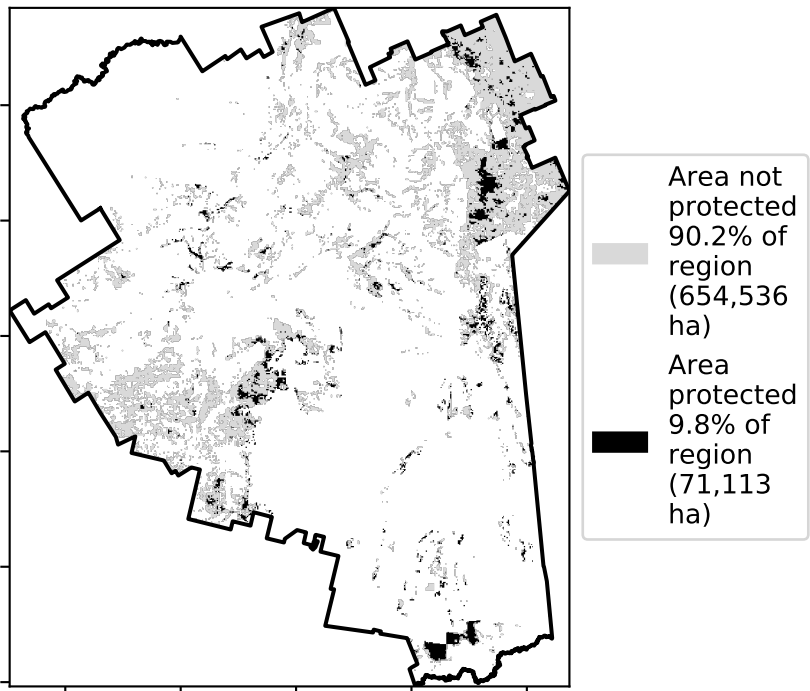 Area not
protected
90.2% of
region
(654,536
ha)
Area
protected
9.8% of
region
(71,113
ha)